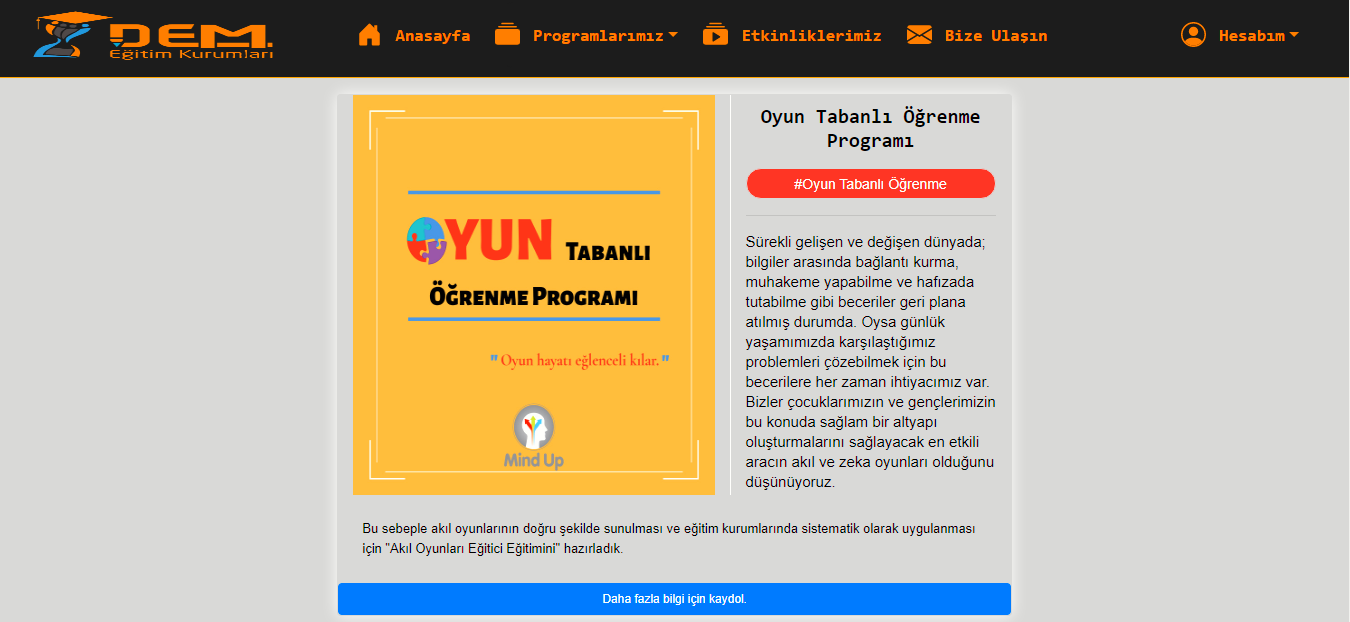 DEM.
Eğitim Kurumları
Anasayfa
Programlarımız
Etkinliklerimiz
Bize Ulaşın
Hesabım
OYUN TABANLI
ÖĞRENME PROGRAMI
" Oyun hayatı eğlenceli kılar. "
Mind Up
Oyun Tabanlı Öğrenme
Programı
#Oyun Tabanlı Öğrenme
Sürekli gelişen ve değişen dünyada;
bilgiler arasında bağlantı kurma,
muhakeme yapabilme ve hafızada
tutabilme gibi beceriler geri plana
atılmış durumda. Oysa günlük
yaşamımızda karşılaştığımız
problemleri çözebilmek için bu
becerilere her zaman ihtiyacımız var.
Bizler çocuklarımızın ve gençlerimizin
bu konuda sağlam bir altyapı
oluşturmalarını sağlayacak en etkili
aracın akıl ve zeka oyunları olduğunu
düşünüyoruz.
Bu sebeple akıl oyunlarının doğru şekilde sunulması ve eğitim kurumlarında sistematik olarak uygulanması
için "Akıl Oyunları Eğitici Eğitimini" hazırladık.
Daha fazla bilgi için kaydol.